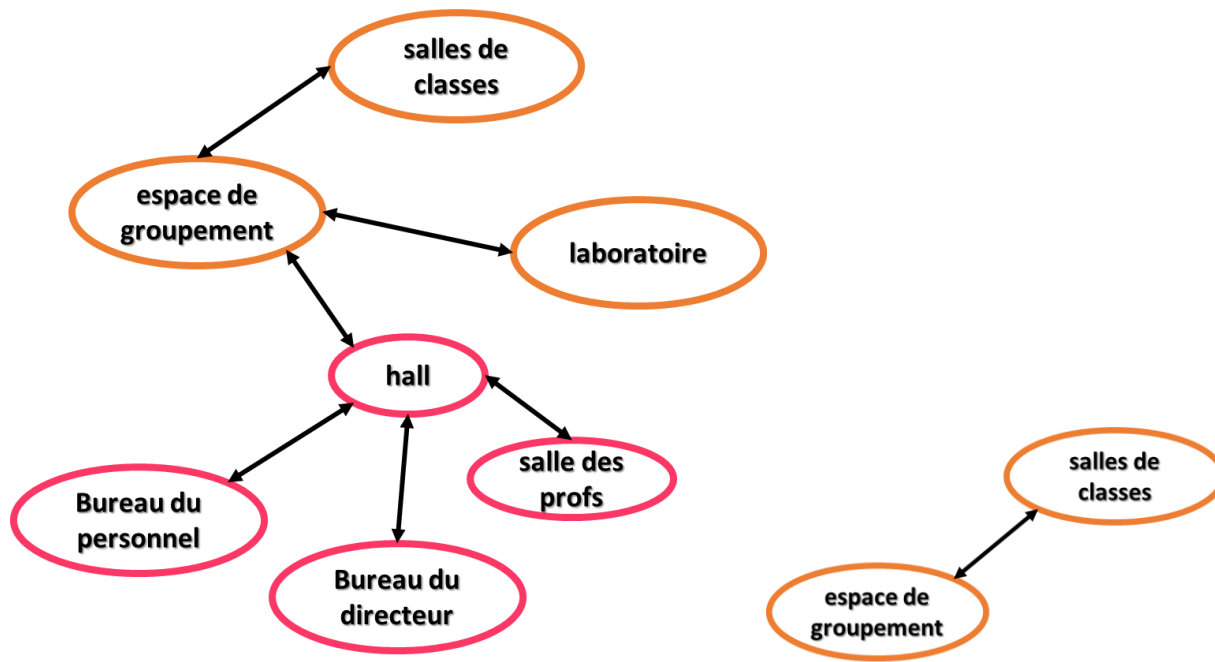 salles de
classes
espace de
groupement
laboratoire
hall
salle des
profs
Bureau du
personnel
Bureau du
directeur
salles de
classes
espace de
groupement